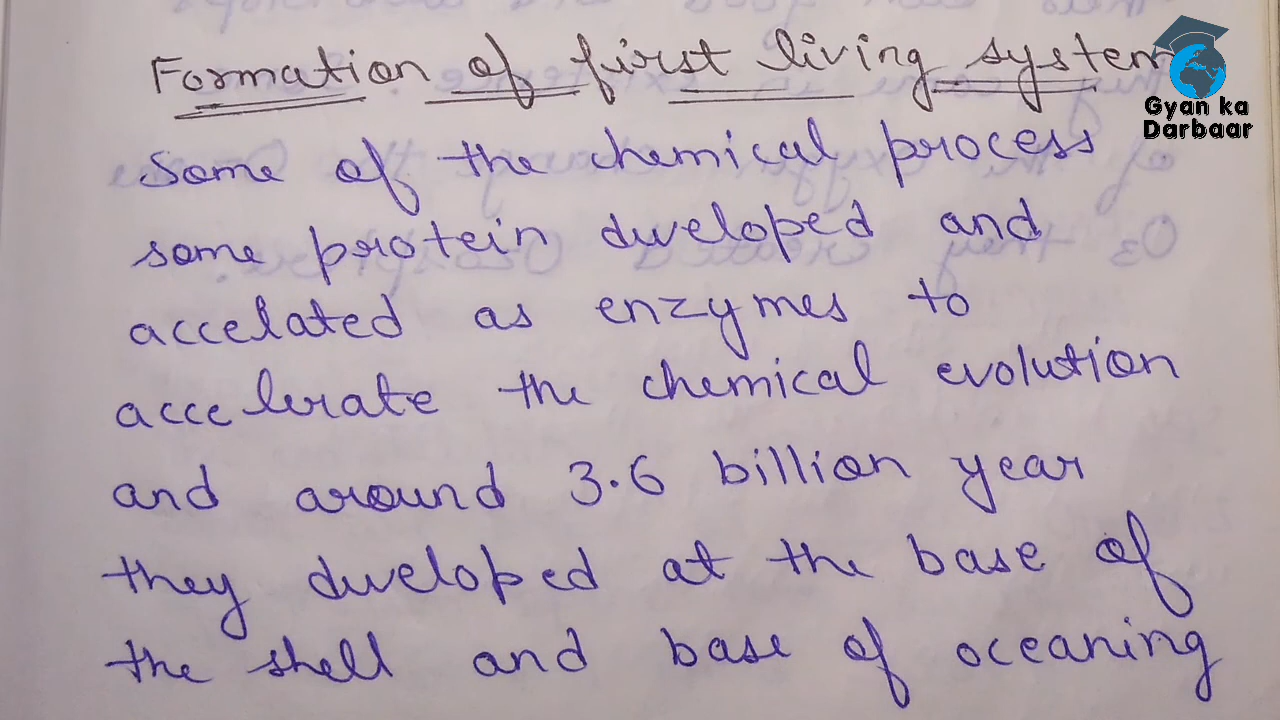 Formation of first living system
Gyan ka
Darbaar
Some of the chemical process
some protein dweloped and
accelated as enzymes to
accelerate the chemical evolution
and around 3.6 billion year
they dweloped at the base of
the shell and base of oceaning